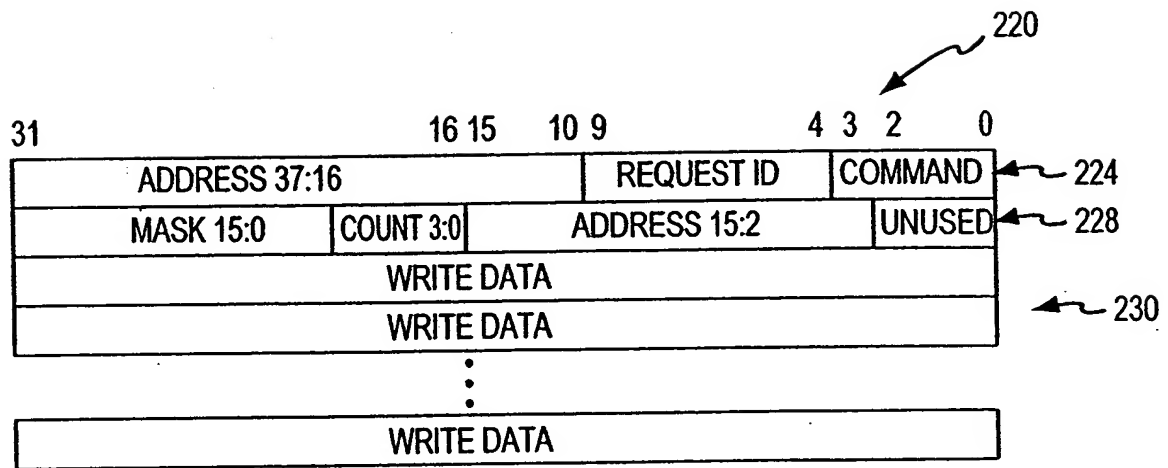 220
31 16 15 10 9 4 3 2 0
ADDRESS 37:16 REQUEST ID COMMAND 224
MASK 15:0 COUNT 3:0 ADDRESS 15:2 UNUSED 228
WRITE DATA
WRITE DATA 230
WRITE DATA